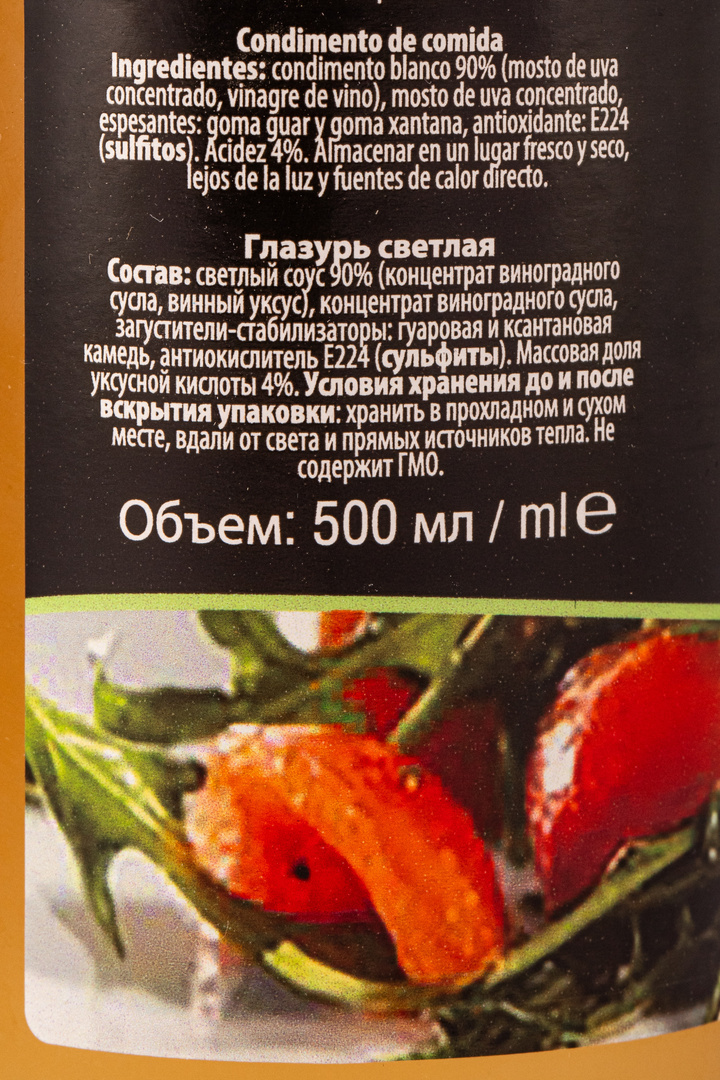 Condimento de comida
Ingredientes: condimento blanco 90% (mosto de uva
concentrado, vinagre de vino), mosto de uva concentrado,
espesantes: goma guar y goma xantana, antioxidante: E224
(sulfitos). Acidez 4%. Almacenar en un lugar fresco y seco,
lejos de la luz y fuentes de calor directo.
Глазурь светлая
Состав: светлый соус 90% (концентрат виноградного
сусла, винный уксус), концентрат виноградного сусла,
загустители-стабилизаторы: гуаровая и ксантановая
камедь, антиокислитель Е224 (сульфиты). Массовая доля
уксусной кислоты 4%. Условия хранения до и после
вскрытия упаковки: хранить в прохладном и сухом
месте, вдали от света и прямых источников тепла. Не
содержит ГМО.
Объем: 500 мл / ml ℮